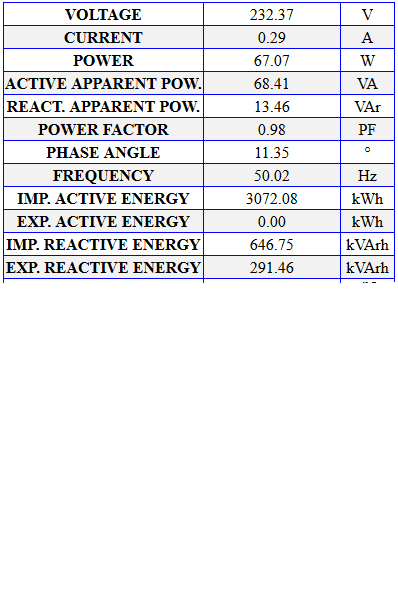 VOLTAGE 232.37 V
CURRENT 0.29 A
POWER 67.07 W
ACTIVE APPARENT POW. 68.41 VA
REACT. APPARENT POW. 13.46 VAr
POWER FACTOR 0.98 PF
PHASE ANGLE 11.35 °
FREQUENCY 50.02 Hz
IMP. ACTIVE ENERGY 3072.08 kWh
EXP. ACTIVE ENERGY 0.00 kWh
IMP. REACTIVE ENERGY 646.75 kVArh
EXP. REACTIVE ENERGY 291.46 kVArh